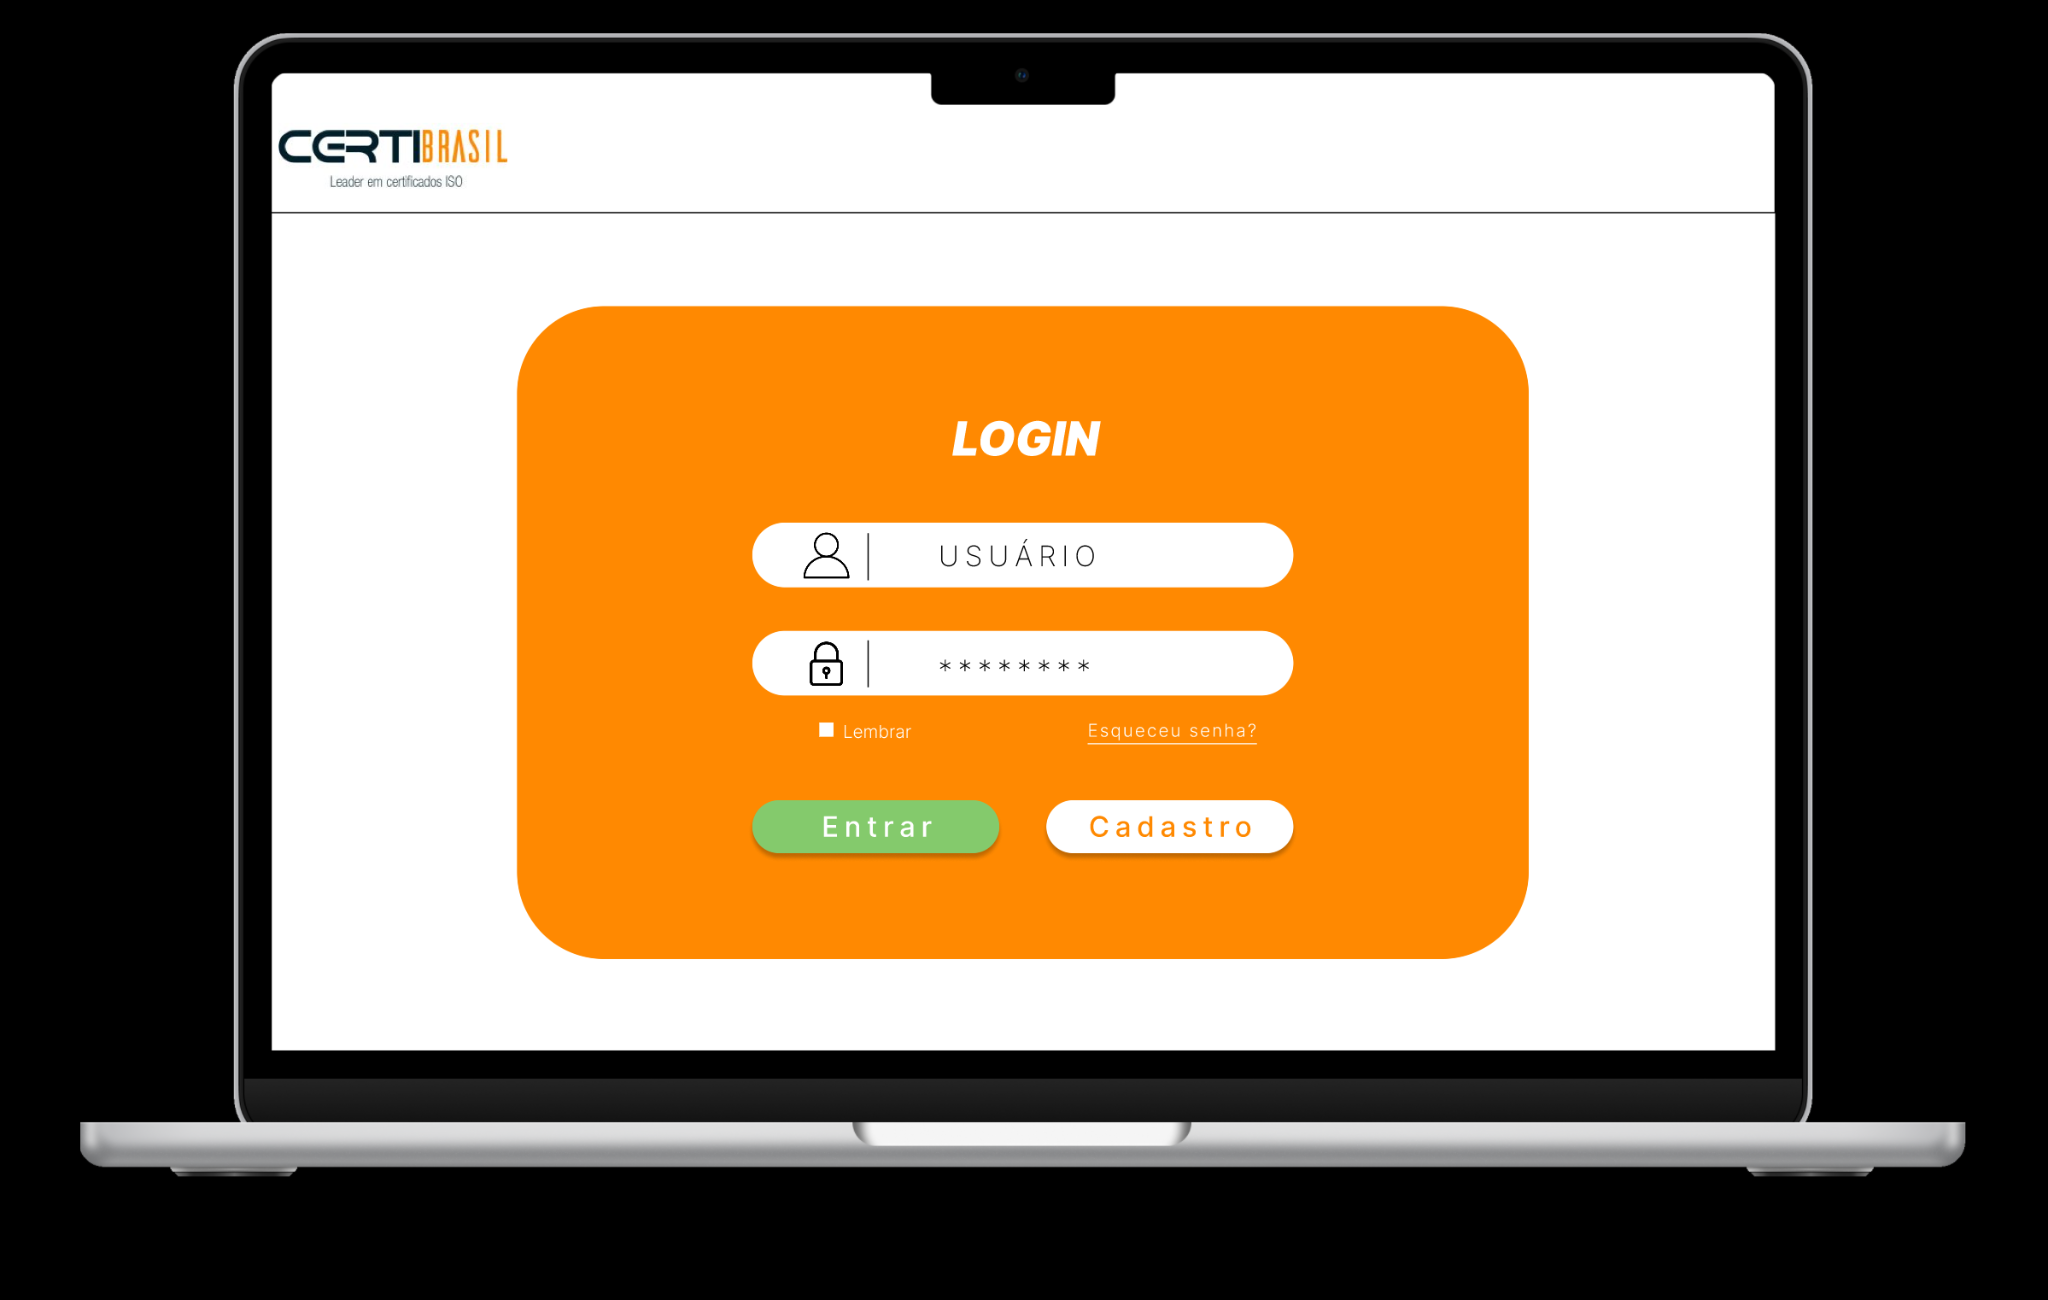 CERTIBRASIL
Leader em certificados ISO
LOGIN
USUÁRIO
********
Lembrar
Esqueceu senha?
Entrar
Cadastro